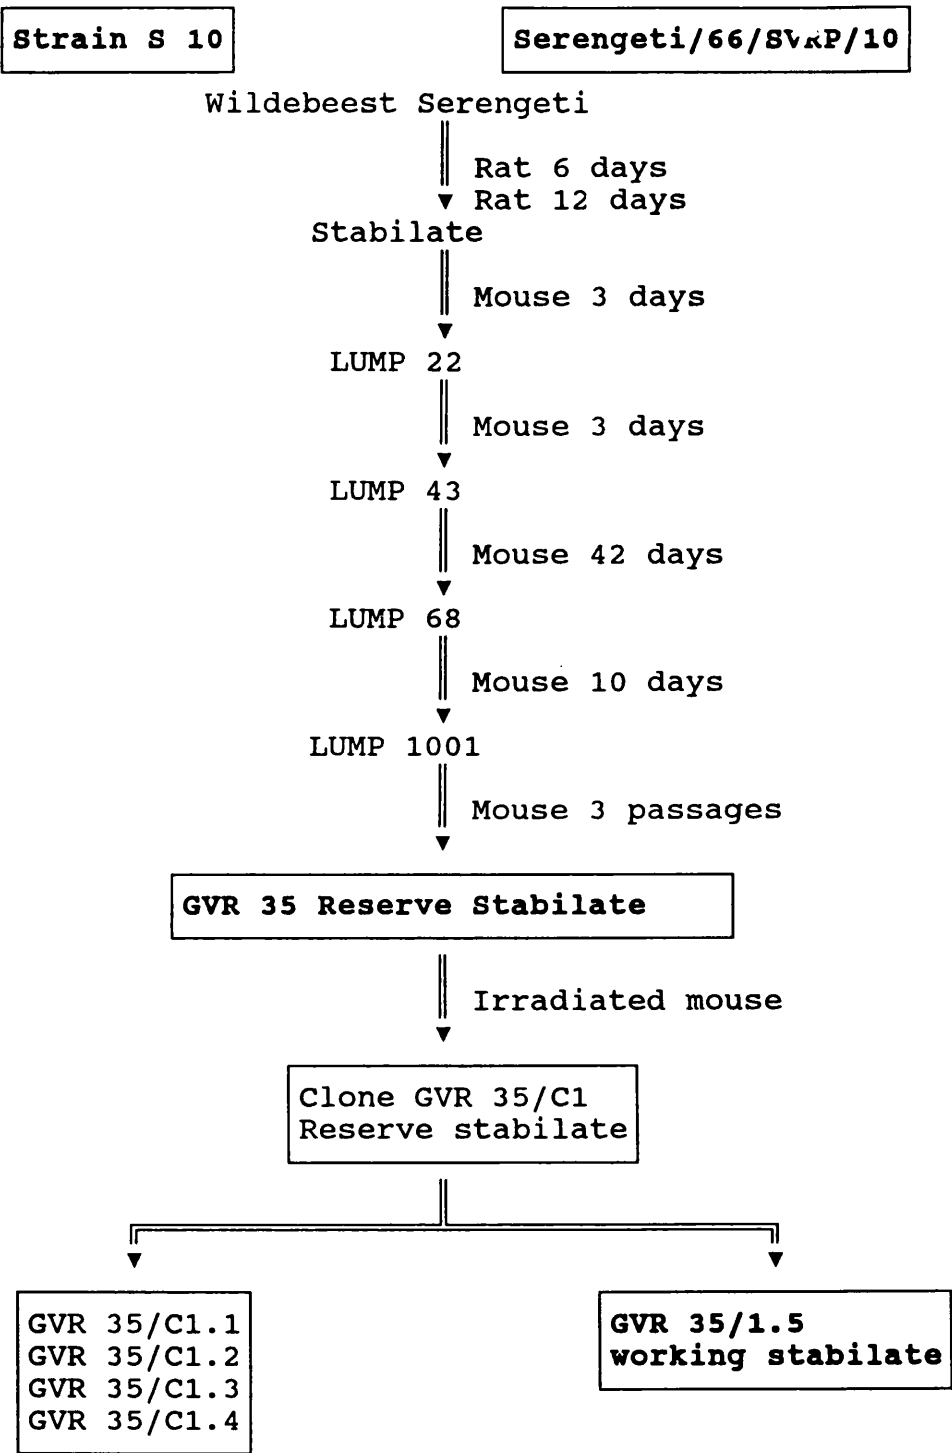 Strain S 10
Serengeti/66/SVRP/10
Wildebeest Serengeti
Rat 6 days
Rat 12 days
Stabilate
Mouse 3 days
LUMP 22
Mouse 3 days
LUMP 43
Mouse 42 days
LUMP 68
Mouse 10 days
LUMP 1001
Mouse 3 passages
GVR 35 Reserve Stabilate
Irradiated mouse
Clone GVR 35/C1
Reserve stabilate
GVR 35/C1.1
GVR 35/C1.2
GVR 35/C1.3
GVR 35/C1.4
GVR 35/1.5
working stabilate